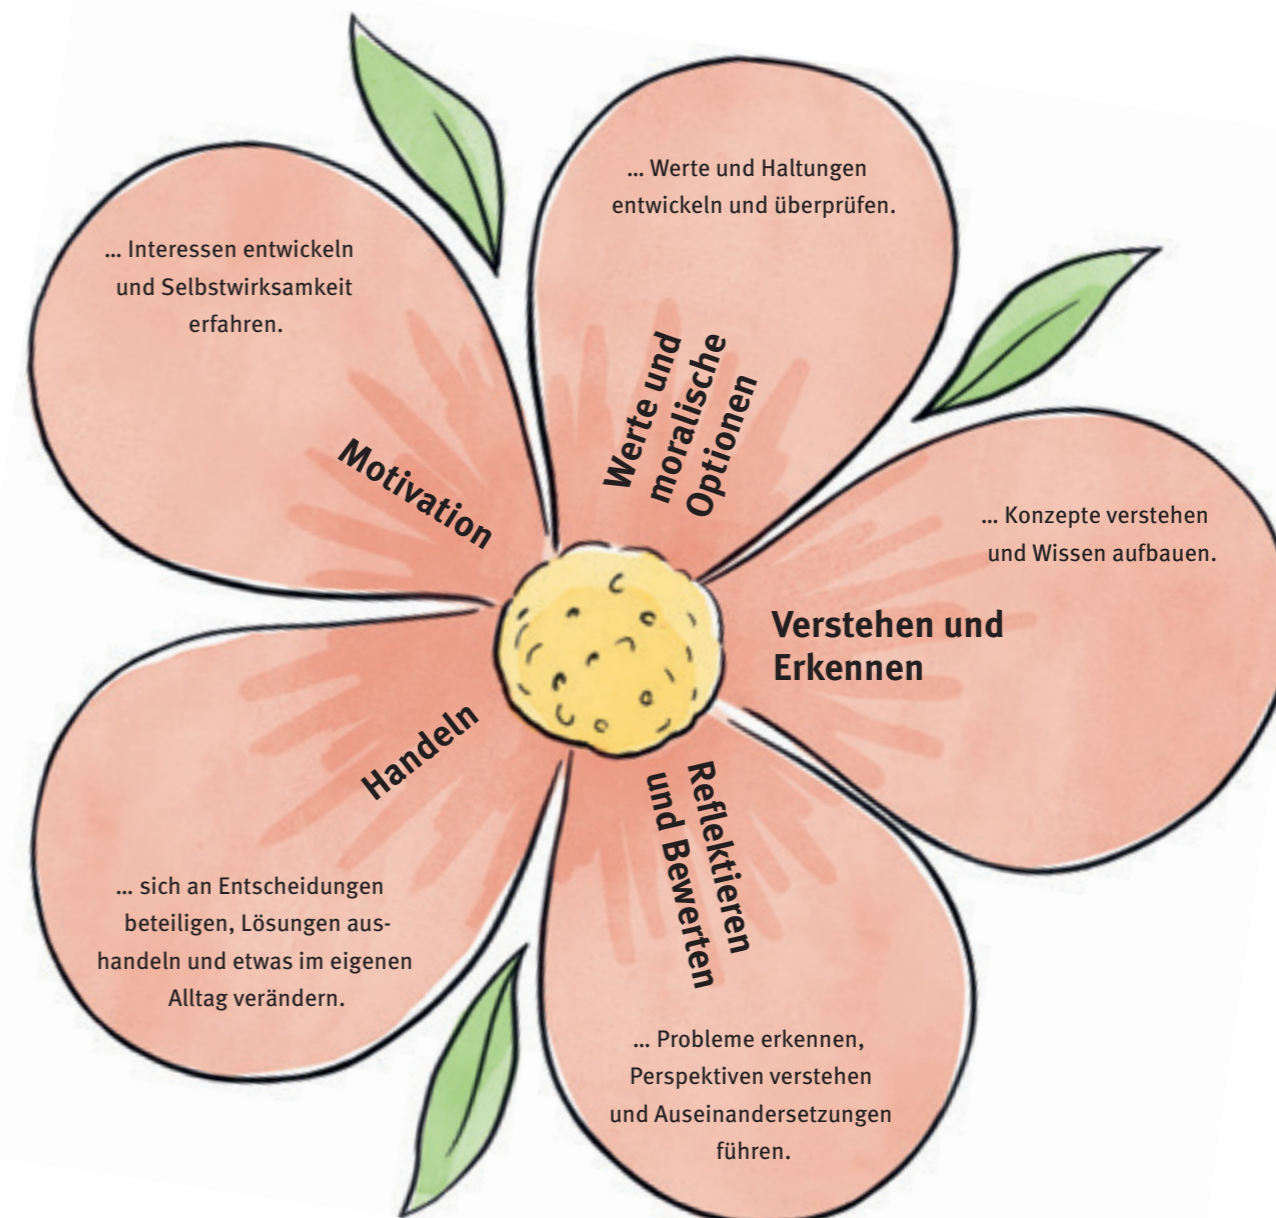 ... Werte und Haltungen
entwickeln und überprüfen.
Werte und
moralische
Optionen
... Konzepte verstehen
und Wissen aufbauen.
Verstehen und
Erkennen
Reflektieren
und Bewerten
... Probleme erkennen,
Perspektiven verstehen
und Auseinandersetzungen
führen.
Handeln
... sich an Entscheidungen
beteiligen, Lösungen aus-
handeln und etwas im eigenen
Alltag verändern.
... Interessen entwickeln
und Selbstwirksamkeit
erfahren.
Motivation